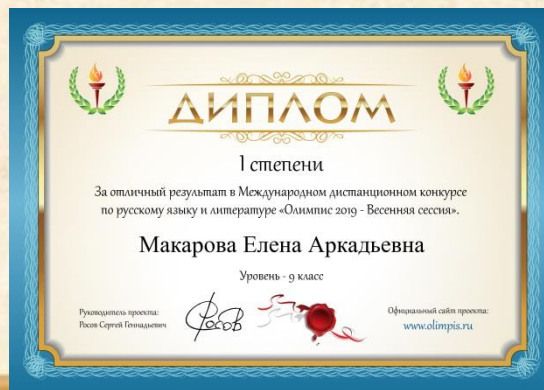 ДИПЛОМ
I степени
За отличный результат в Международном дистанционном конкурсе
по русскому языку и литературе «Олимпис 2019 - Весенняя сессия».
Макарова Елена Аркадьевна
Уровень - 9 класс
Руководитель проекта:
Росов Сергей Геннадьевич
Росов
Официальный сайт проекта:
www.olimpis.ru